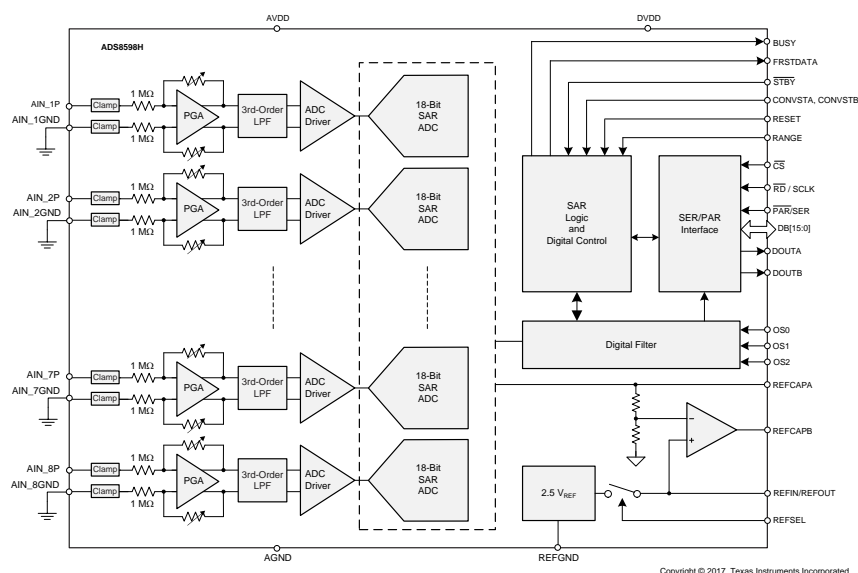 AVDD
DVDD
ADS8598H
AIN_1P
AIN_1GND
Clamp
Clamp
1 MΩ
1 MΩ
PGA
3rd-Order
LPF
ADC
Driver
18-Bit
SAR
ADC
AIN_2P
AIN_2GND
Clamp
Clamp
1 MΩ
1 MΩ
PGA
3rd-Order
LPF
ADC
Driver
18-Bit
SAR
ADC
AIN_7P
AIN_7GND
Clamp
Clamp
1 MΩ
1 MΩ
PGA
3rd-Order
LPF
ADC
Driver
18-Bit
SAR
ADC
AIN_8P
AIN_8GND
Clamp
Clamp
1 MΩ
1 MΩ
PGA
3rd-Order
LPF
ADC
Driver
18-Bit
SAR
ADC
SAR
Logic
and
Digital Control
SER/PAR
Interface
Digital Filter
2.5 VREF
BUSY
FRSTDATA
STBY
CONVSTA, CONVSTB
RESET
RANGE
CS
RD / SCLK
PAR/SER
DB[15:0]
DOUTA
DOUTB
OS0
OS1
OS2
REFCAPA
−
+
REFCAPB
REFIN/REFOUT
REFSEL
AGND
REFGND
Copyright © 2017, Texas Instruments Incorporated